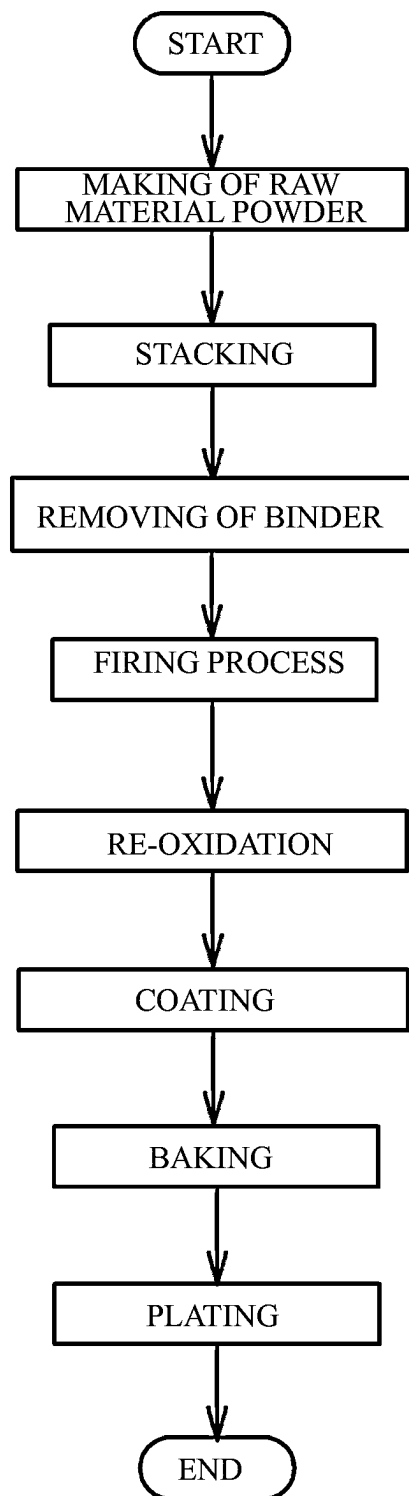 START
MAKING OF RAW
MATERIAL POWDER
STACKING
REMOVING OF BINDER
FIRING PROCESS
RE-OXIDATION
COATING
BAKING
PLATING
END